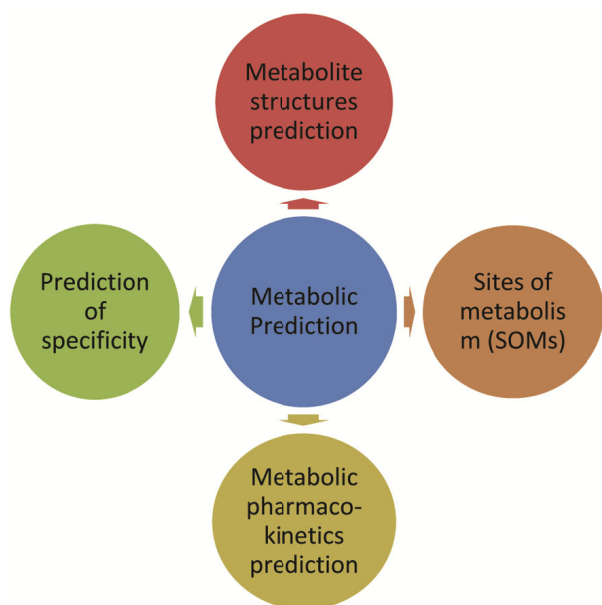 Metabolite
structures
prediction
Prediction
of
specificity
Metabolic
Prediction
Sites of
metabolis
m (SOMs)
Metabolic
pharmaco-
kinetics
prediction